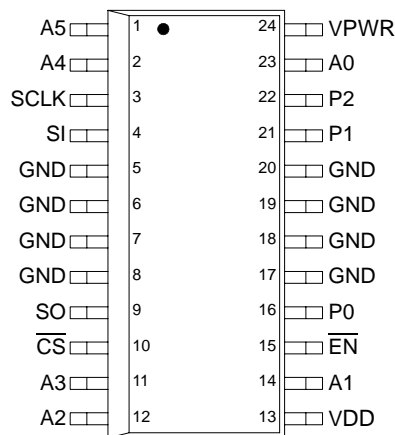 A5 1 24 VPWR
A4 2 23 A0
SCLK 3 22 P2
SI 4 21 P1
GND 5 20 GND
GND 6 19 GND
GND 7 18 GND
GND 8 17 GND
SO 9 16 P0
C̅S̅ 10 15 E̅N̅
A3 11 14 A1
A2 12 13 VDD